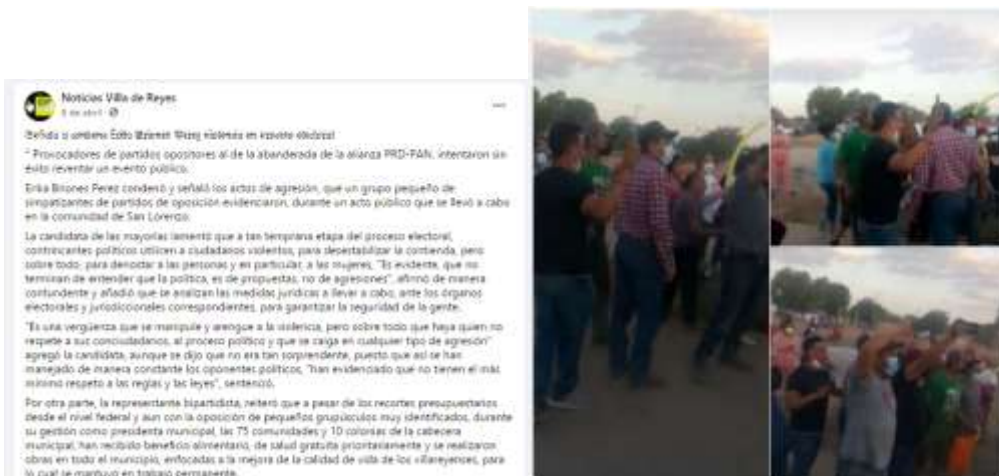 Noticias Villa de Reyes
8 de abril
en evento electoral
" Provocadores de partidos opositores al de la abanderada de la alianza PRD-PAN, intentaron sin
éxito reventar un evento público.
Erika Briones Perez condenó y señaló los actos de agresión, que un grupo pequeño de
simpatizantes de partidos de oposición evidenciaron, durante un acto público que se llevó a cabo
en la comunidad de San Lorenzo.
La candidata de las mayorías lamentó que a tan temprana etapa del proceso electoral,
contrincantes políticos utilicen a ciudadanos violentos, para desestabilizar la contienda, pero
sobre todo, para denostar a las personas y en particular, a las mujeres, "Es evidente, que no
terminan de entender que la política, es de propuestas, no de agresiones", afirmó de manera
contundente y añadió que se analizan las medidas jurídicas a llevar a cabo, ante los órganos
electorales y jurisdiccionales correspondientes, para garantizar la seguridad de la gente.
"Es una vergüenza que se manipule y arengue a la violencia, pero sobre todo que haya quien no
respete a sus conciudadanos, al proceso político y que se caiga en cualquier tipo de agresión"
agregó la candidata, aunque se dijo que no era tan sorprendente, puesto que así se han
manejado de manera constante los oponentes políticos, "han evidenciado que no tienen el más
mínimo respeto a las reglas y las leyes", sentenció.
Por otra parte, la representante bipartidista, reiteró que a pesar de los recortes presupuestarios
desde el nivel federal y aun con la oposición de pequeños grupúsculos muy identificados, durante
su gestión como presidenta municipal, las 75 comunidades y 10 colonias de la cabecera
municipal, han recibido beneficio alimentario, de salud gratuita prioritariamente y se realizaron
obras en todo el municipio, enfocadas a la mejora de la calidad de vida de los villareyenses, para
lo cual se mantuvo en trabajo permanente.